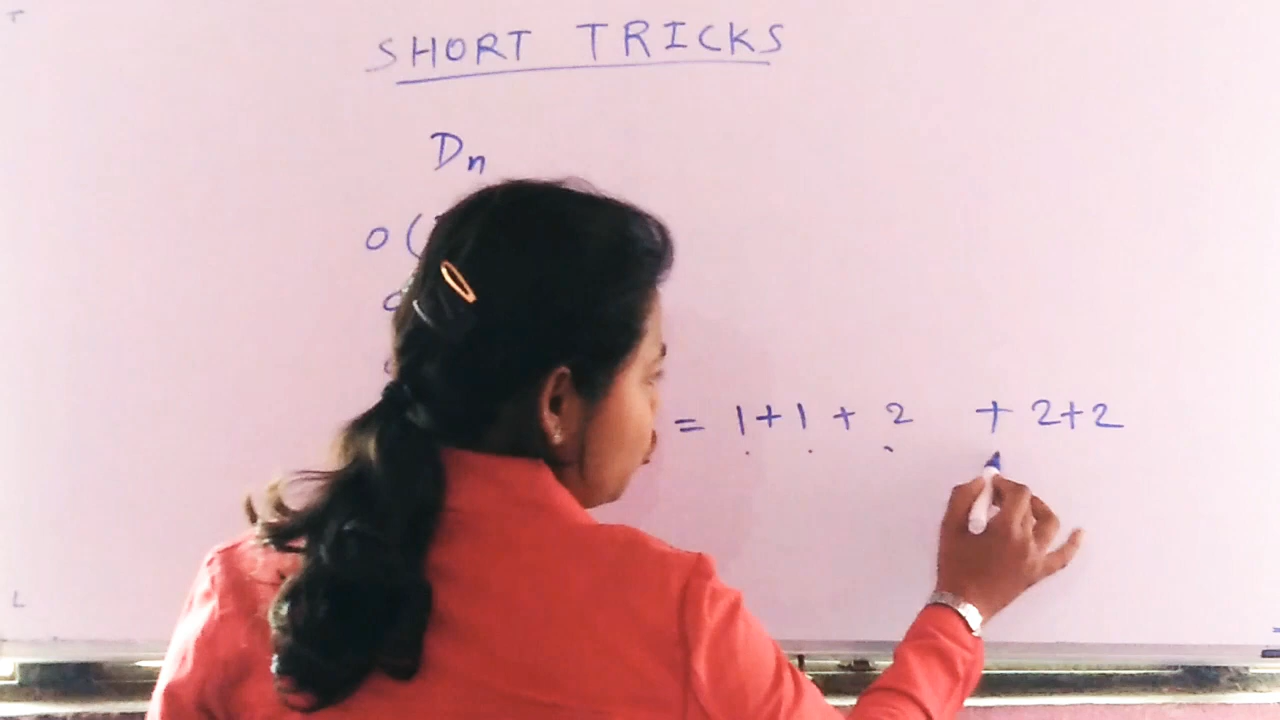 SHORT TRICKS
Dn
o(
= 1+1+2 +2+2